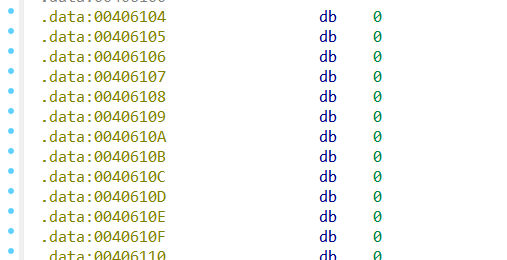 .data:00406104 db 0
.data:00406105 db 0
.data:00406106 db 0
.data:00406107 db 0
.data:00406108 db 0
.data:00406109 db 0
.data:0040610A db 0
.data:0040610B db 0
.data:0040610C db 0
.data:0040610D db 0
.data:0040610E db 0
.data:0040610F db 0
.data:00406110 db 0